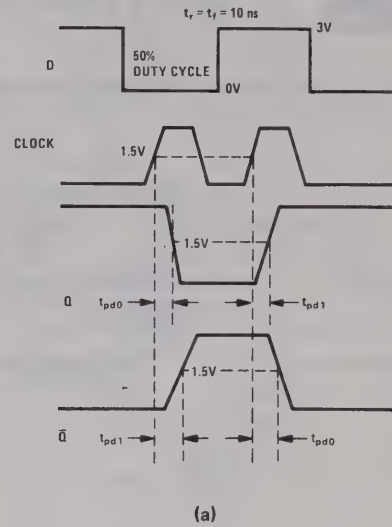 t_r = t_f = 10 ns
3V
D
50%
DUTY CYCLE
0V
CLOCK
1.5V
1.5V
Q
t_pd0
t_pd1
1.5V
Q̄
t_pd1
t_pd0
(a)